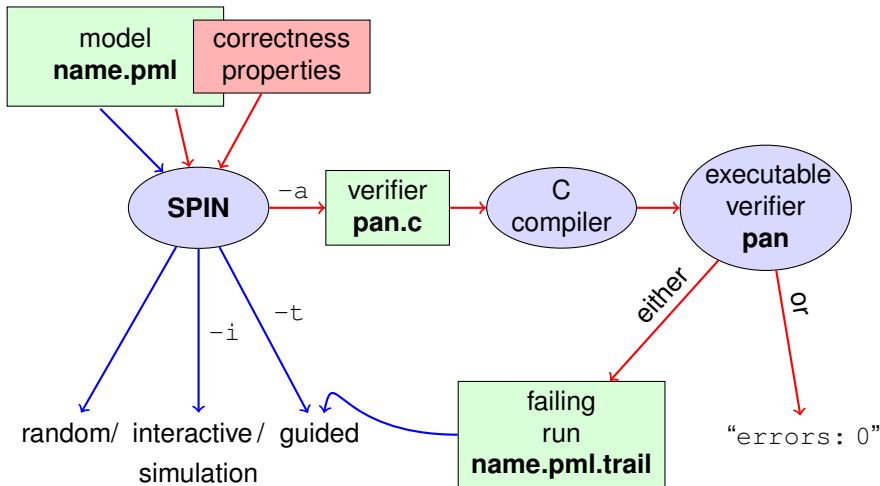 model
name.pml
correctness
properties
SPIN
–a
verifier
pan.c
C
compiler
executable
verifier
pan
either
or
–i
–t
random/ interactive/ guided
simulation
failing
run
name.pml.trail
“errors: 0”